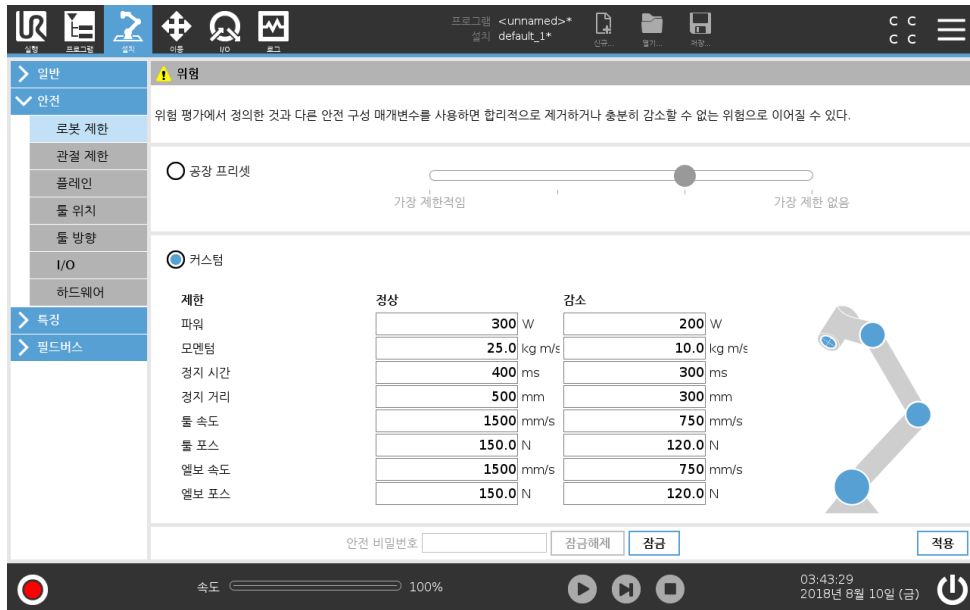 UR
실행 프로그램 설치 이동 I/O 로그
프로그램 <unnamed>*
설치 default_1*
신규... 열기... 저장...
C C
C C
일반
안전
로봇 제한
관절 제한
플레인
툴 위치
툴 방향
I/O
하드웨어
특징
필드버스
위험
위험 평가에서 정의한 것과 다른 안전 구성 매개변수를 사용하면 합리적으로 제거하거나 충분히 감소할 수 없는 위험으로 이어질 수 있다.
공장 프리셋
가장 제한적임 가장 제한 없음
커스텀
제한 정상 감소
파워 300 W 200 W
모멘텀 25.0 kg m/s 10.0 kg m/s
정지 시간 400 ms 300 ms
정지 거리 500 mm 300 mm
툴 속도 1500 mm/s 750 mm/s
툴 포스 150.0 N 120.0 N
엘보 속도 1500 mm/s 750 mm/s
엘보 포스 150.0 N 120.0 N
안전 비밀번호 잠금해제 잠금 적용
속도 100%
03:43:29
2018년 8월 10일 (금)